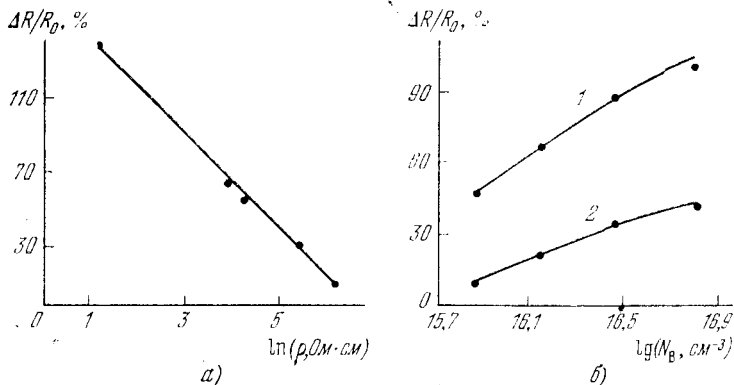 ΔR/R₀, %
110
70
30
0 1 3 5
ln(ρ, Ом·см)
а)
ΔR/R₀, %
90
60
30
0
1
2
15,7 16,1 16,5 16,9
lg(N_B, см⁻³)
б)